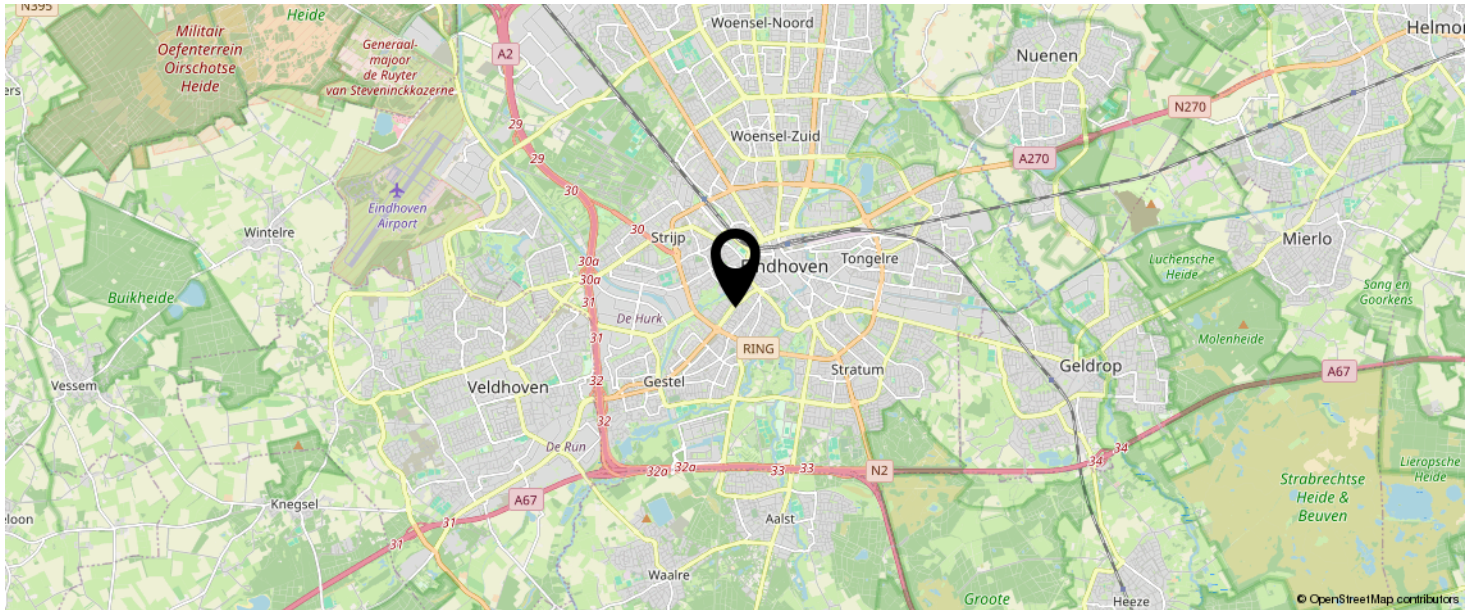 N395
Heide
Militair
Oefenterrein
Oirschotse
Heide
Generaal-
majoor
de Ruyter
van Steveninckkazerne
A2
Woensel-Noord
Nuenen
Helmon
ers
29
N270
Woensel-Zuid
29
A270
30
Eindhoven
Airport
Wintelre
30
Strijp
Eindhoven
Tongelre
Mierlo
30a
30a
Luchensche
Heide
Buikheide
31
De Hurk
Sang en
Goorkens
31
RING
Molenheide
Vessem
Veldhoven
32
Gestel
Stratum
Geldrop
A67
32
De Run
34
34
32a
32a
33
33
N2
Strabrechtse
Heide &
Beuven
Lieropsche
Heide
Knegsel
A67
eloon
31
31
Aalst
Waalre
Groote
Heeze
© OpenStreetMap contributors